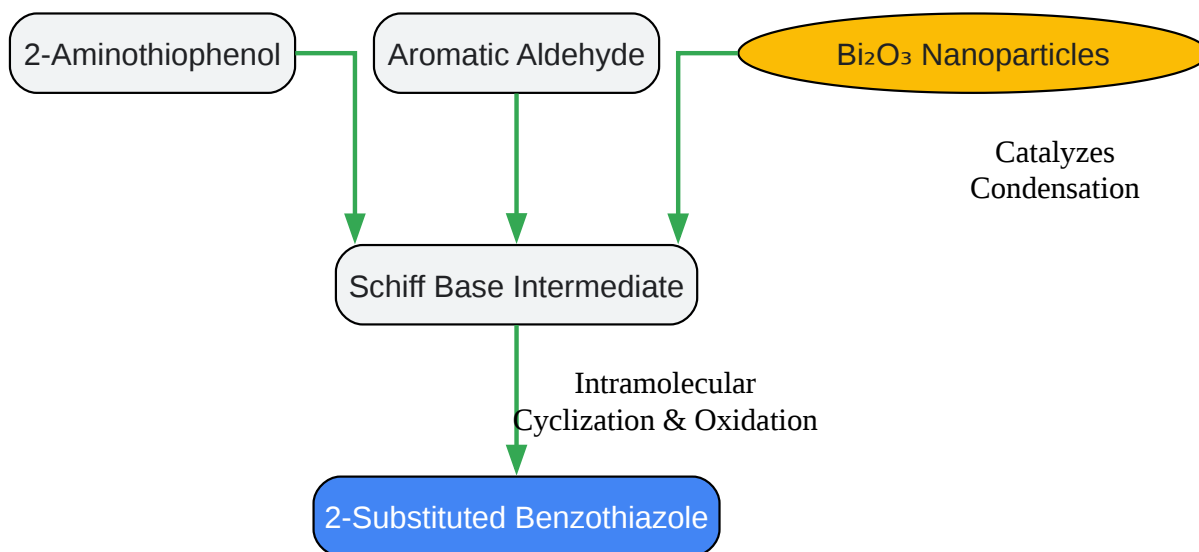 2-Aminothiophenol
Aromatic Aldehyde
Bi₂O₃ Nanoparticles
Catalyzes
Condensation
Schiff Base Intermediate
Intramolecular
Cyclization & Oxidation
2-Substituted Benzothiazole